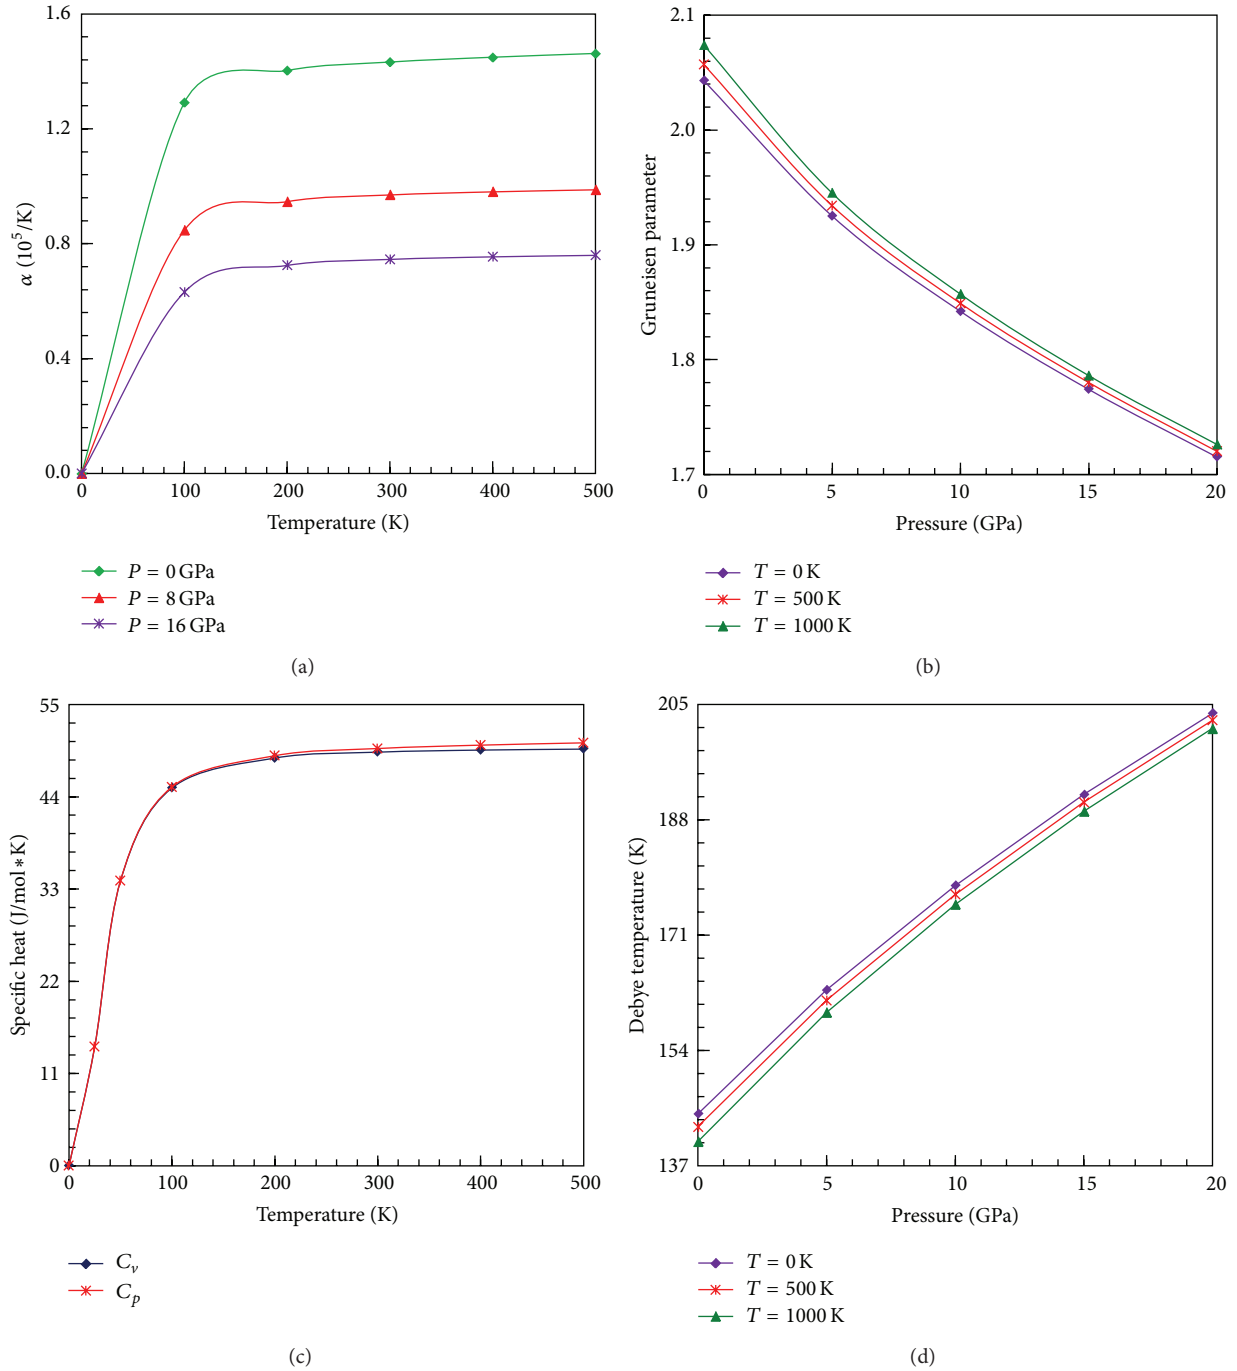 1.6
1.2
0.8
0.4
0.0
α (10⁵/K)
0 100 200 300 400 500
Temperature (K)
P = 0 GPa
P = 8 GPa
P = 16 GPa
(a)
2.1
2.0
1.9
1.8
1.7
Gruneisen parameter
0 5 10 15 20
Pressure (GPa)
T = 0 K
T = 500 K
T = 1000 K
(b)
55
44
33
22
11
0
Specific heat (J/mol∗K)
0 100 200 300 400 500
Temperature (K)
Cᵥ
Cₚ
(c)
205
188
171
154
137
Debye temperature (K)
0 5 10 15 20
Pressure (GPa)
T = 0 K
T = 500 K
T = 1000 K
(d)